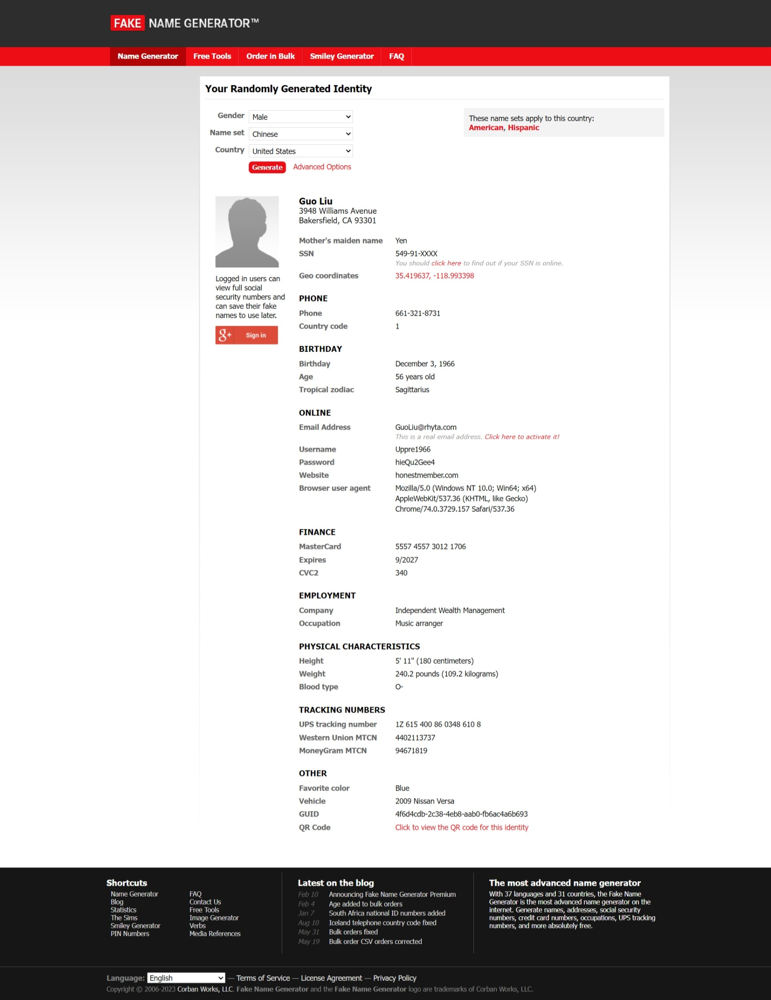 FAKE NAME GENERATOR™
Name Generator Free Tools Order in Bulk Smiley Generator FAQ
Your Randomly Generated Identity
Gender Male
Name set Chinese
Country United States
Generate Advanced Options
These name sets apply to this country:
American, Hispanic
Logged in users can
view full social
security numbers and
can save their fake
names to use later.
g+ Sign in
Guo Liu
3948 Williams Avenue
Bakersfield, CA 93301
Mother's maiden name Yen
SSN 549-91-XXXX
You should click here to find out if your SSN is online.
Geo coordinates 35.419637, -118.993398
PHONE
Phone 661-321-8731
Country code 1
BIRTHDAY
Birthday December 3, 1966
Age 56 years old
Tropical zodiac Sagittarius
ONLINE
Email Address GuoLiu@rhyta.com
This is a real email address. Click here to activate it!
Username Uppre1966
Password hieQu2Gee4
Website honestmember.com
Browser user agent Mozilla/5.0 (Windows NT 10.0; Win64; x64)
AppleWebKit/537.36 (KHTML, like Gecko)
Chrome/74.0.3729.157 Safari/537.36
FINANCE
MasterCard 5557 4557 3012 1706
Expires 9/2027
CVC2 340
EMPLOYMENT
Company Independent Wealth Management
Occupation Music arranger
PHYSICAL CHARACTERISTICS
Height 5' 11" (180 centimeters)
Weight 240.2 pounds (109.2 kilograms)
Blood type O-
TRACKING NUMBERS
UPS tracking number 1Z 615 400 86 0348 610 8
Western Union MTCN 4402113737
MoneyGram MTCN 94671819
OTHER
Favorite color Blue
Vehicle 2009 Nissan Versa
GUID 4f6d4cdb-2c38-4eb8-aab0-fb6ac4a6b693
QR Code Click to view the QR code for this identity
Shortcuts
Name Generator
Blog
Statistics
The Sims
Smiley Generator
PIN Numbers
FAQ
Contact Us
Free Tools
Image Generator
Verbs
Media References
Latest on the blog
Feb 10 Announcing Fake Name Generator Premium
Feb 4 Age added to bulk orders
Jan 7 South Africa national ID numbers added
Aug 10 Iceland telephone country code fixed
May 31 Bulk orders fixed
May 19 Bulk order CSV orders corrected
The most advanced name generator
With 37 languages and 31 countries, the Fake Name
Generator is the most advanced name generator on the
internet. Generate names, addresses, social security
numbers, credit card numbers, occupations, UPS tracking
numbers, and more absolutely free.
Language: English — Terms of Service — License Agreement — Privacy Policy
Copyright © 2006-2023 Corban Works, LLC. Fake Name Generator and the Fake Name Generator logo are trademarks of Corban Works, LLC.